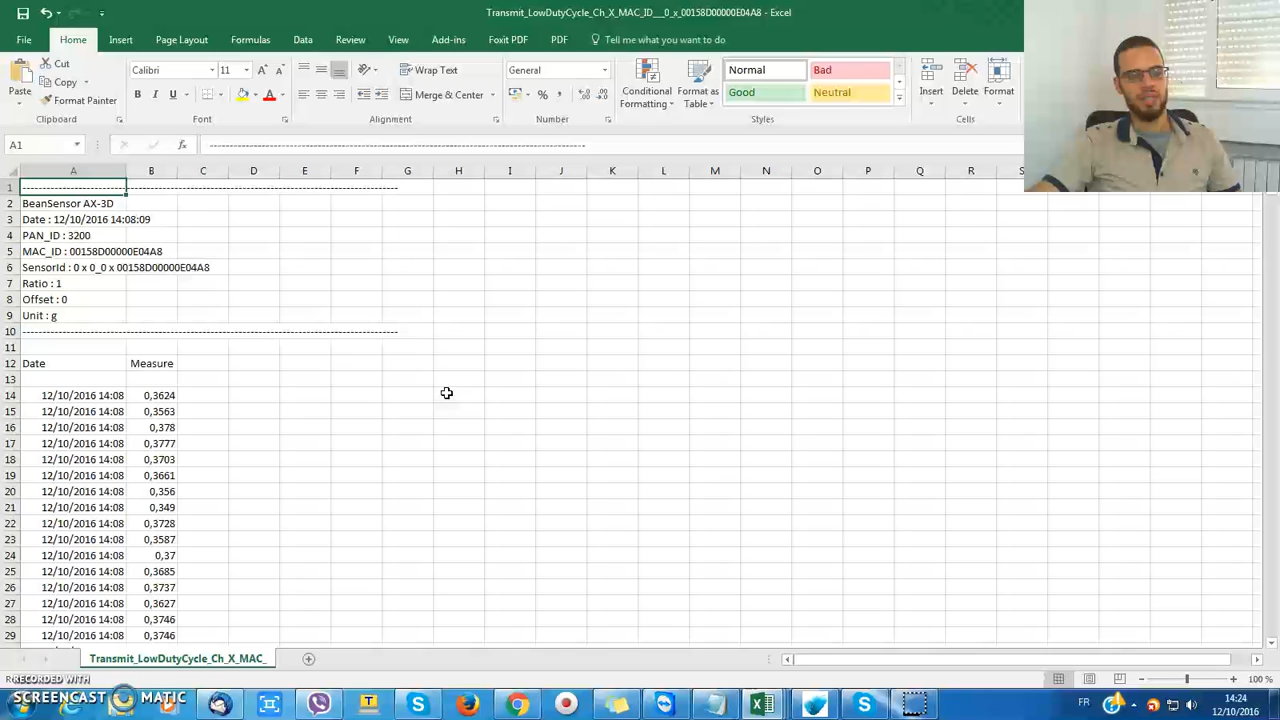 Transmit_LowDutyCycle_Ch_X_MAC_ID__0_x_00158D00000E04A8 - Excel
File Home Insert Page Layout Formulas Data Review View Add-ins PDF Tell me what you want to do
Cut
Copy
Format Painter
Paste
Clipboard
Calibri 11
B I U
Font
Wrap
Merge &
Alignment
Number
Conditional Formatting
Format as Table
Normal Bad
Good Neutral
Styles
Insert Delete Format
Cells
A1 fx --------------------------------------------------------------------------------
A B C D E F G H I J K L M N O P Q R S
1 --------------------------------------------------------------------------------
2 BeanSensor AX-3D
3 Date : 12/10/2016 14:08:09
4 PAN_ID : 3200
5 MAC_ID : 00158D00000E04A8
6 SensorId : 0 x 0_0 x 00158D00000E04A8
7 Ratio : 1
8 Offset : 0
9 Unit : g
10 --------------------------------------------------------------------------------
11
12 Date Measure
13
14 12/10/2016 14:08 0,3624
15 12/10/2016 14:08 0,3563
16 12/10/2016 14:08 0,378
17 12/10/2016 14:08 0,3777
18 12/10/2016 14:08 0,3703
19 12/10/2016 14:08 0,3661
20 12/10/2016 14:08 0,356
21 12/10/2016 14:08 0,349
22 12/10/2016 14:08 0,3728
23 12/10/2016 14:08 0,3587
24 12/10/2016 14:08 0,37
25 12/10/2016 14:08 0,3685
26 12/10/2016 14:08 0,3737
27 12/10/2016 14:08 0,3627
28 12/10/2016 14:08 0,3746
29 12/10/2016 14:08 0,3746
Transmit_LowDutyCycle_Ch_X_MAC_
100 %
RECORDED WITH
SCREENCAST MATIC
FR
14:24
12/10/2016